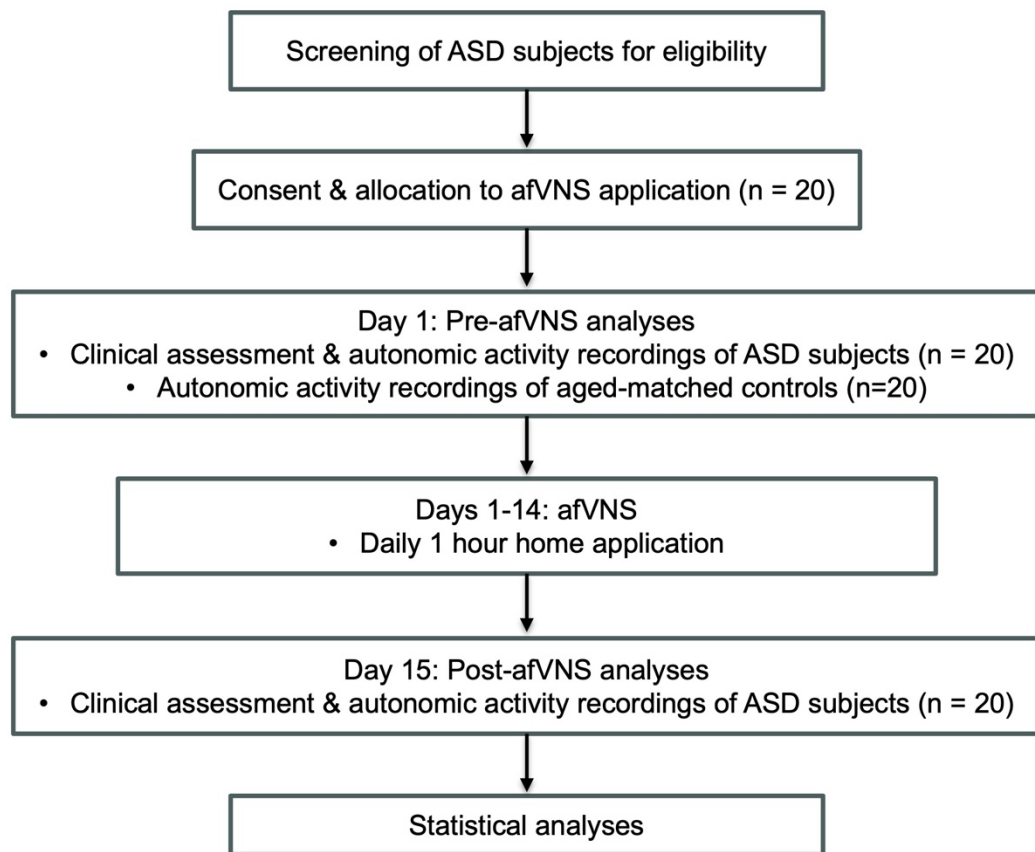 Screening of ASD subjects for eligibility
Consent & allocation to afVNS application (n = 20)
Day 1: Pre-afVNS analyses
• Clinical assessment & autonomic activity recordings of ASD subjects (n = 20)
• Autonomic activity recordings of aged-matched controls (n=20)
Days 1-14: afVNS
• Daily 1 hour home application
Day 15: Post-afVNS analyses
• Clinical assessment & autonomic activity recordings of ASD subjects (n = 20)
Statistical analyses